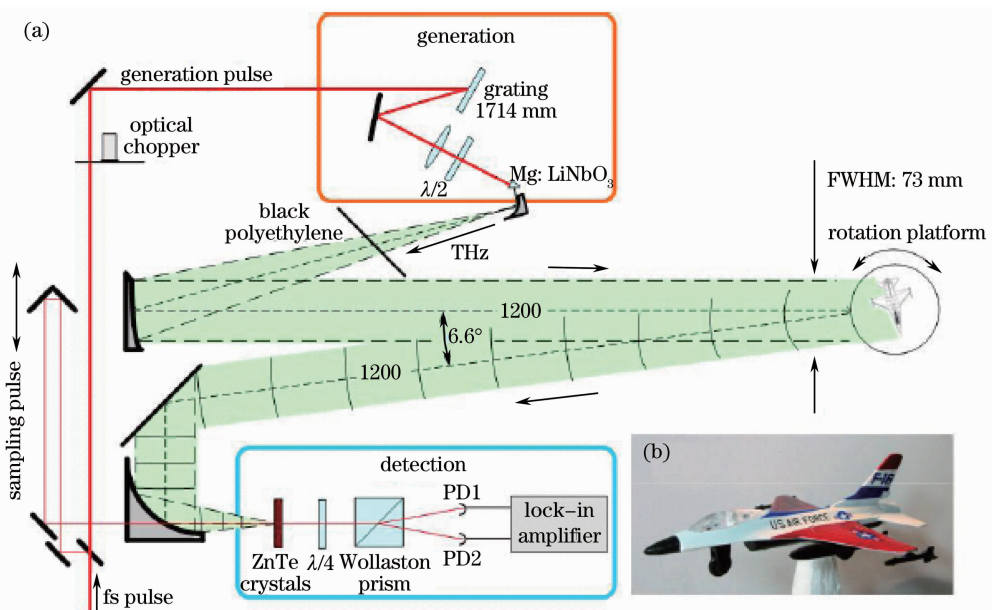 (a)
generation
generation pulse
grating
1714 mm
optical
chopper
λ/2
Mg: LiNbO3
FWHM: 73 mm
black
polyethylene
THz
rotation platform
1200
6.6°
1200
sampling pulse
detection
PD1
lock-in
amplifier
PD2
ZnTe
crystals
λ/4
Wollaston
prism
fs pulse
(b)
F-16
US AIR FORCE